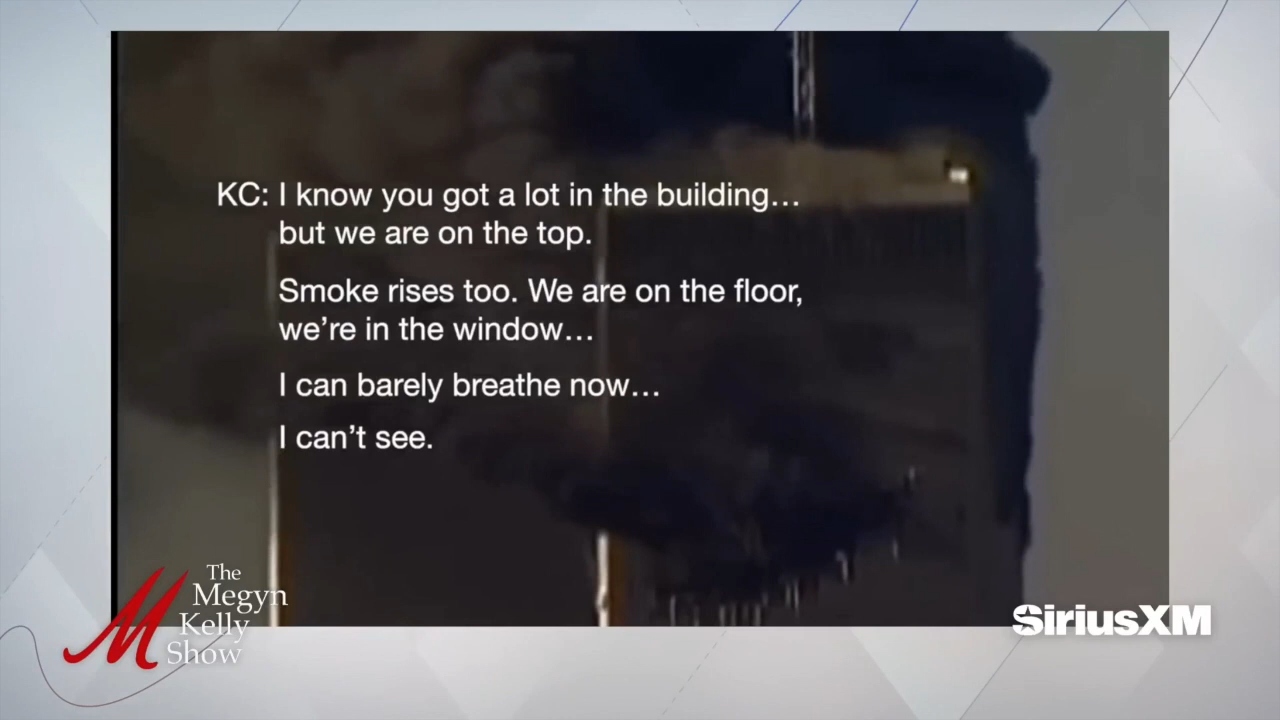 KC: I know you got a lot in the building…
but we are on the top.
Smoke rises too. We are on the floor,
we’re in the window…
I can barely breathe now…
I can’t see.
The
Megyn
Kelly
Show
SiriusXM